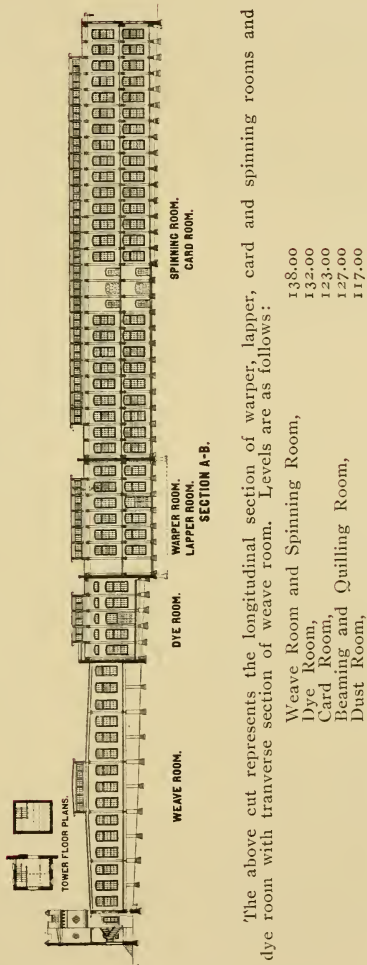 TOWER FLOOR PLANS.
WEAVE ROOM.
DYE ROOM.
WARPER ROOM.
LAPPER ROOM.
SECTION A-B.
SPINNING ROOM.
CARD ROOM.
The above cut represents the longitudinal section of warper, lapper, card and spinning rooms and
dye room with tranverse section of weave room. Levels are as follows:
Weave Room and Spinning Room, 138.00
Dye Room, 132.00
Card Room, 123.00
Beaming and Quilling Room, 127.00
Dust Room, 117.00